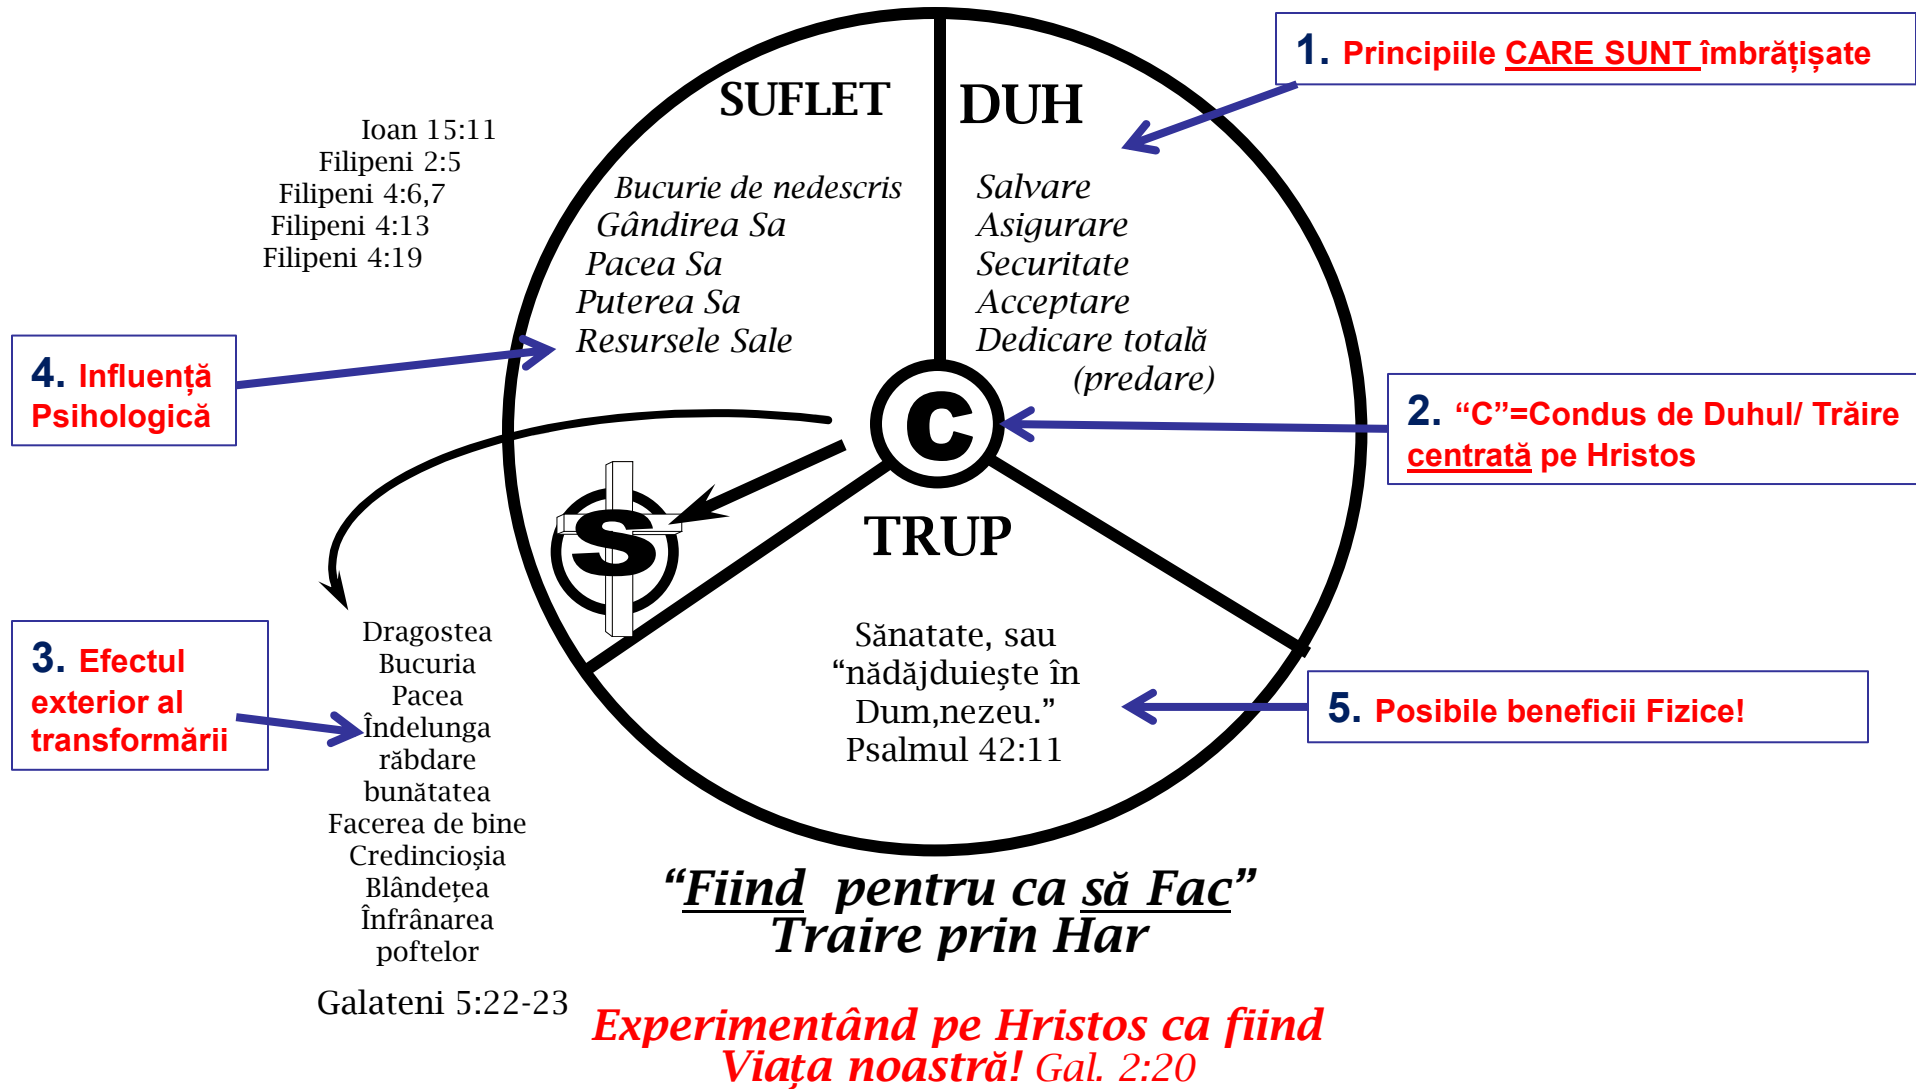 1. Principiile CARE SUNT îmbrățișate
SUFLET
DUH
Ioan 15:11
Filipeni 2:5
Filipeni 4:6,7
Filipeni 4:13
Filipeni 4:19
Bucurie de nedescris
Gândirea Sa
Pacea Sa
Puterea Sa
Resursele Sale
Salvare
Asigurare
Securitate
Acceptare
Dedicare totală
(predare)
4. Influență
Psihologică
C
2. “C”=Condus de Duhul/ Trăire
centrată pe Hristos
S
TRUP
Sănatate, sau
“nădăjduiește în
Dum,nezeu.”
Psalmul 42:11
3. Efectul
exterior al
transformării
Dragostea
Bucuria
Pacea
Îndelunga
răbdare
bunătatea
Facerea de bine
Credincioșia
Blândețea
Înfrânarea
poftelor
Galateni 5:22-23
5. Posibile beneficii Fizice!
“Fiind pentru ca să Fac”
Traire prin Har
Experimentând pe Hristos ca fiind
Viața noastră! Gal. 2:20